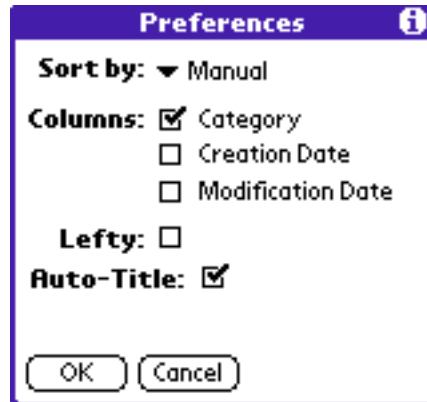 Preferences i
Sort by: Manual
Columns: Category
Creation Date
Modification Date
Lefty:
Auto-Title:
OK Cancel